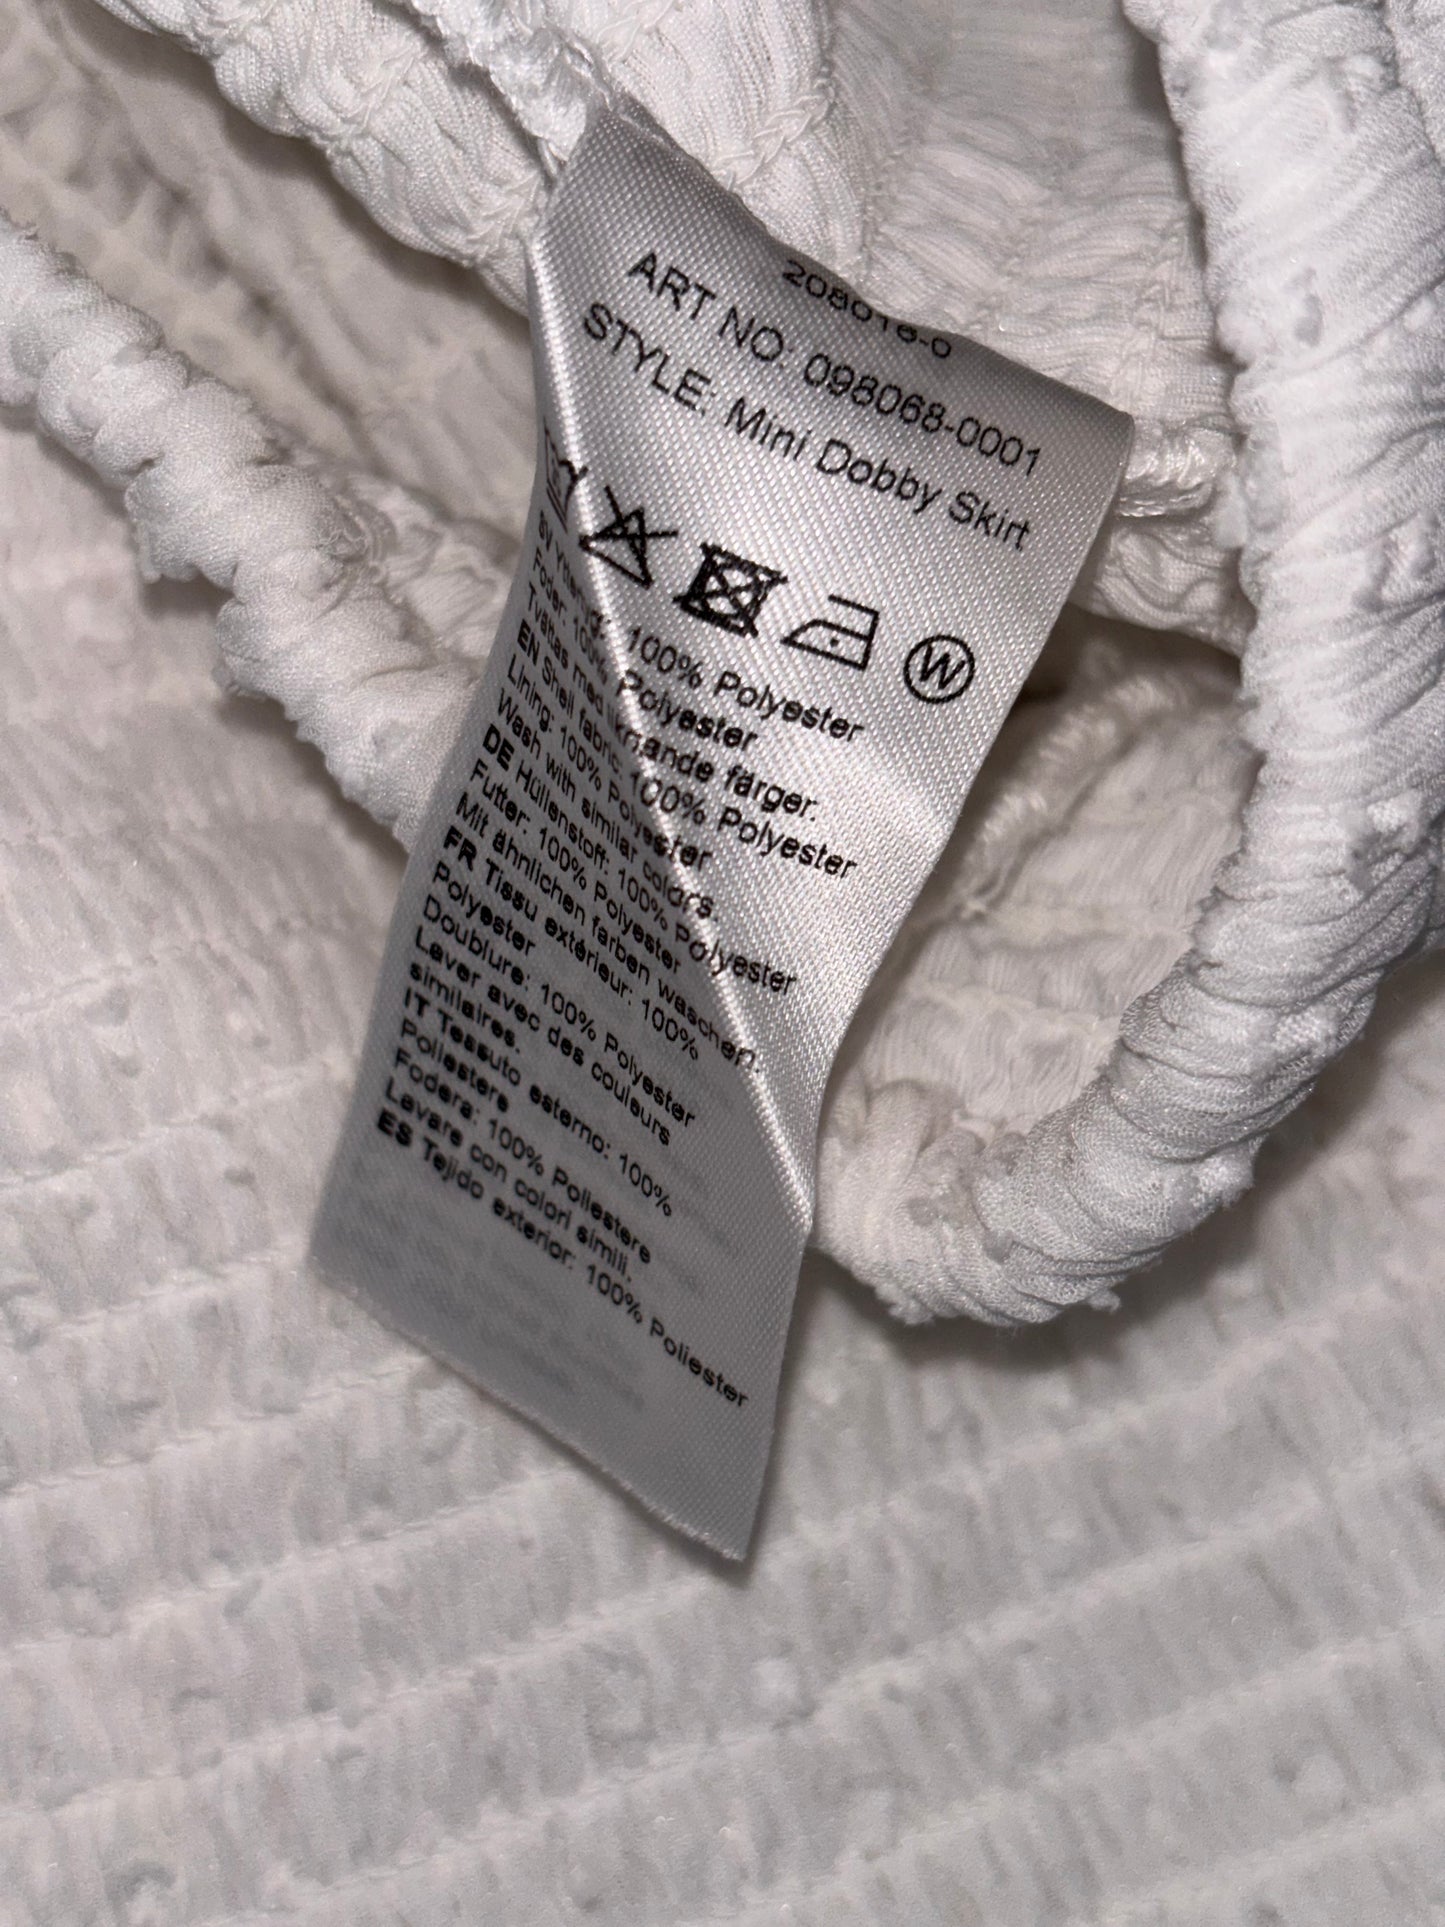 208018-0
ART NO: 098068-0001
STYLE: Mini Dobby Skirt
W
SV Yttertyg: 100% Polyester
Foder: 100% Polyester
Tvättas med liknande färger.
EN Shell fabric: 100% Polyester
Lining: 100% Polyester
Wash with similar colors.
DE Hüllenstoff: 100% Polyester
Futter: 100% Polyester
Mit ähnlichen farben waschen.
FR Tissu extérieur: 100%
Polyester
Doublure: 100% Polyester
Laver avec des couleurs
similaires.
IT Tessuto esterno: 100%
Poliestere
Fodera: 100% Poliestere
Lavare con colori simili.
ES Tejido exterior: 100% Poliester